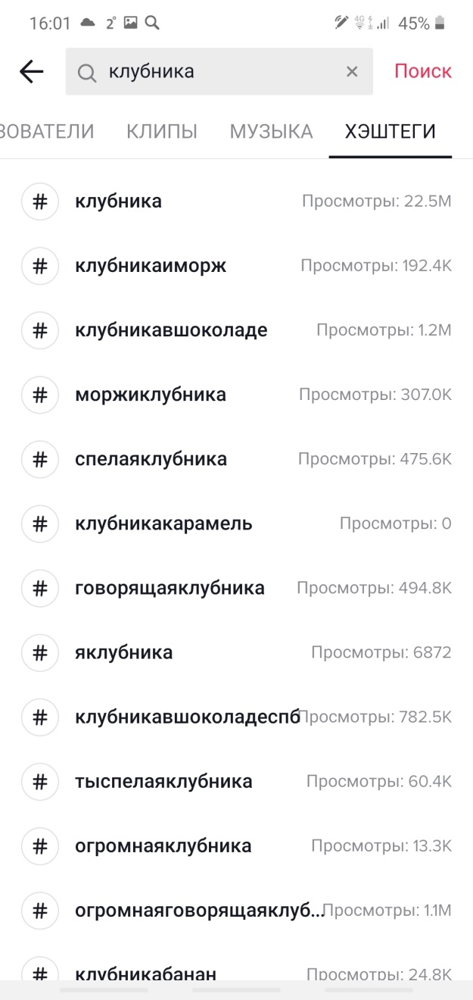 16:01 2° 4G 45%
клубника × Поиск
ЗОВАТЕЛИ КЛИПЫ МУЗЫКА ХЭШТЕГИ
# клубника Просмотры: 22.5M
# клубникаиморж Просмотры: 192.4K
# клубникавшоколаде Просмотры: 1.2M
# моржиклубника Просмотры: 307.0K
# спелаяклубника Просмотры: 475.6K
# клубникакарамель Просмотры: 0
# говорящаяклубника Просмотры: 494.8K
# яклубника Просмотры: 6872
# клубникавшоколадеспб Просмотры: 782.5K
# тыспелаяклубника Просмотры: 60.4K
# огромнаяклубника Просмотры: 13.3K
# огромнаяговорящаяклуб... Просмотры: 1.1M
# клубникабанан Просмотры: 24.8K